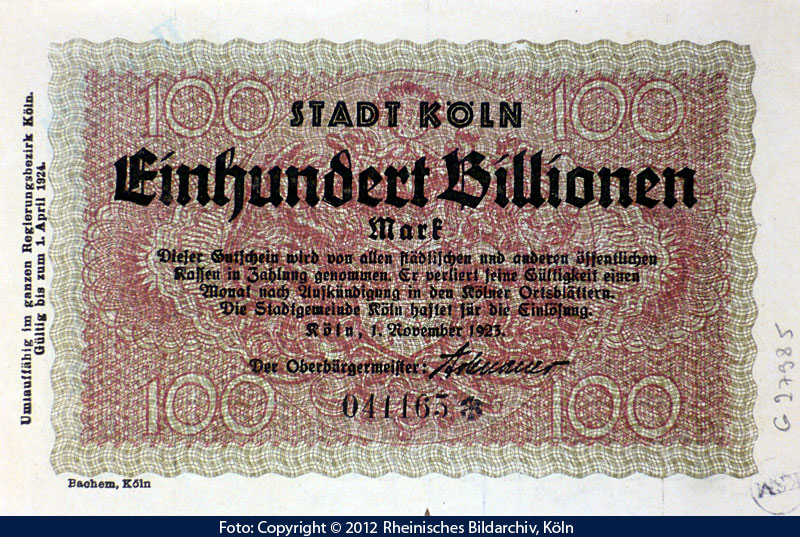 Umlauffähig im ganzen Regierungsbezirk Köln.
Gültig bis zum 1. April 1924.
100 100
STADT KÖLN
Einhundert Billionen
Mark
Dieser Gutschein wird von allen städtischen und anderen öffentlichen
Kassen in Zahlung genommen. Er verliert seine Gültigkeit einen
Monat nach Aufkündigung in den Kölner Ortsblättern.
Die Stadtgemeinde Köln haftet für die Einlösung.
Köln, 1. November 1923.
Der Oberbürgermeister: Adenauer
100 100
041165
Bachem, Köln
G 27985
Foto: Copyright © 2012 Rheinisches Bildarchiv, Köln